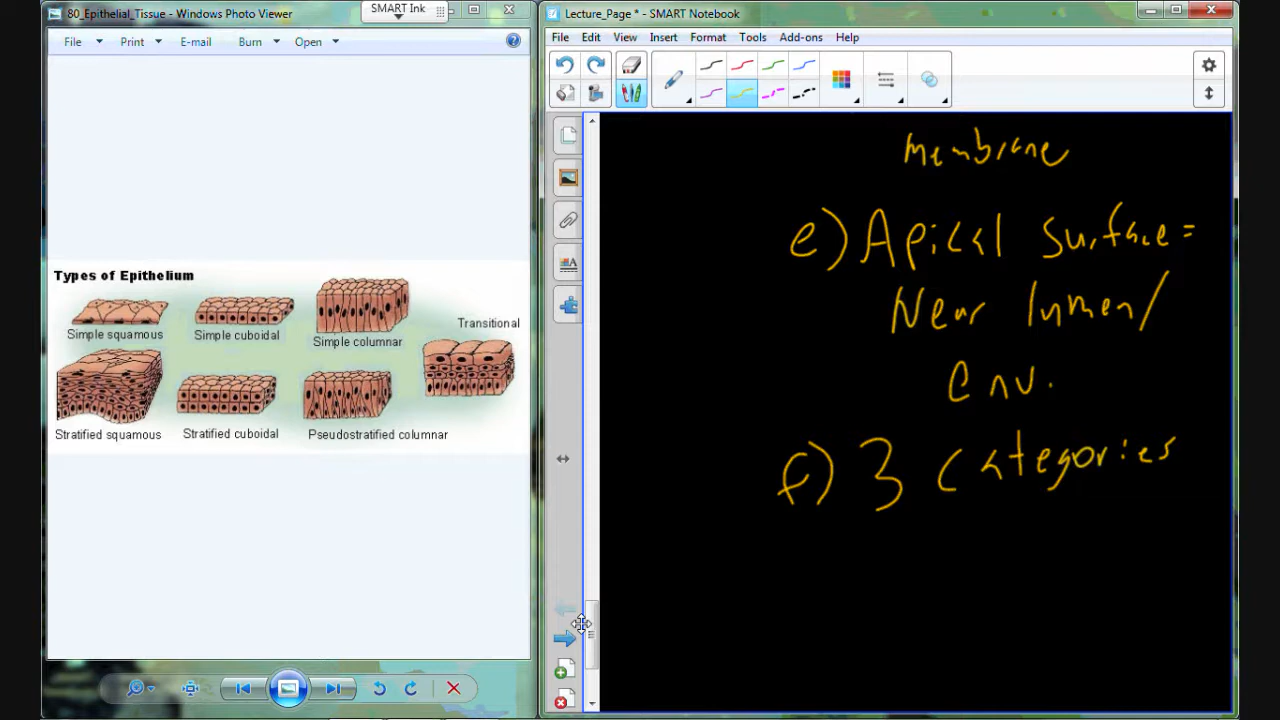 80_Epithelial_Tissue - Windows Photo Viewer
SMART Ink
File Print E-mail Burn Open
Types of Epithelium
Simple squamous
Simple cuboidal
Simple columnar
Transitional
Stratified squamous
Stratified cuboidal
Pseudostratified columnar
Lecture_Page * - SMART Notebook
File Edit View Insert Format Tools Add-ons Help
membrane
e) Apical surface =
Near lumen/
env.
f) 3 categories